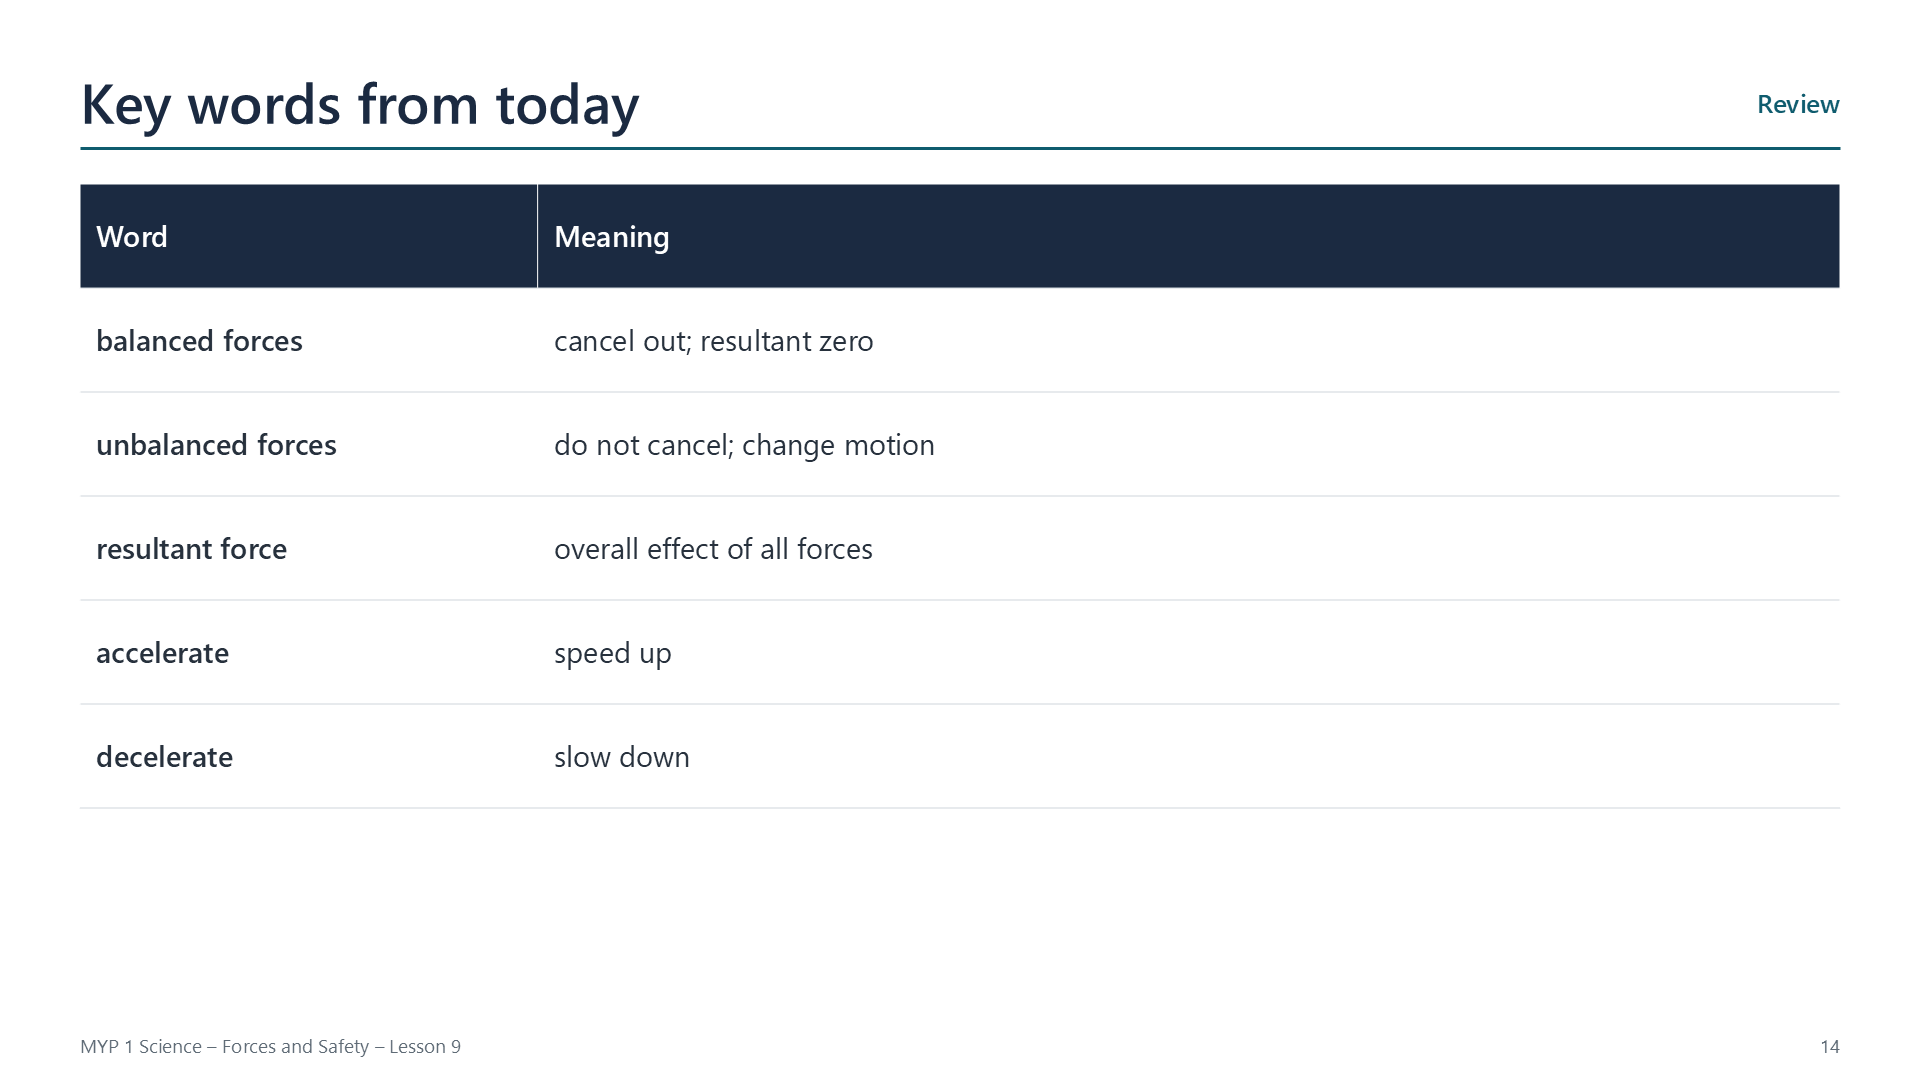 Key words from today
Review
Word
Meaning
balanced forces
cancel out; resultant zero
unbalanced forces
do not cancel; change motion
resultant force
overall effect of all forces
accelerate
speed up
decelerate
slow down
MYP 1 Science – Forces and Safety – Lesson 9
14